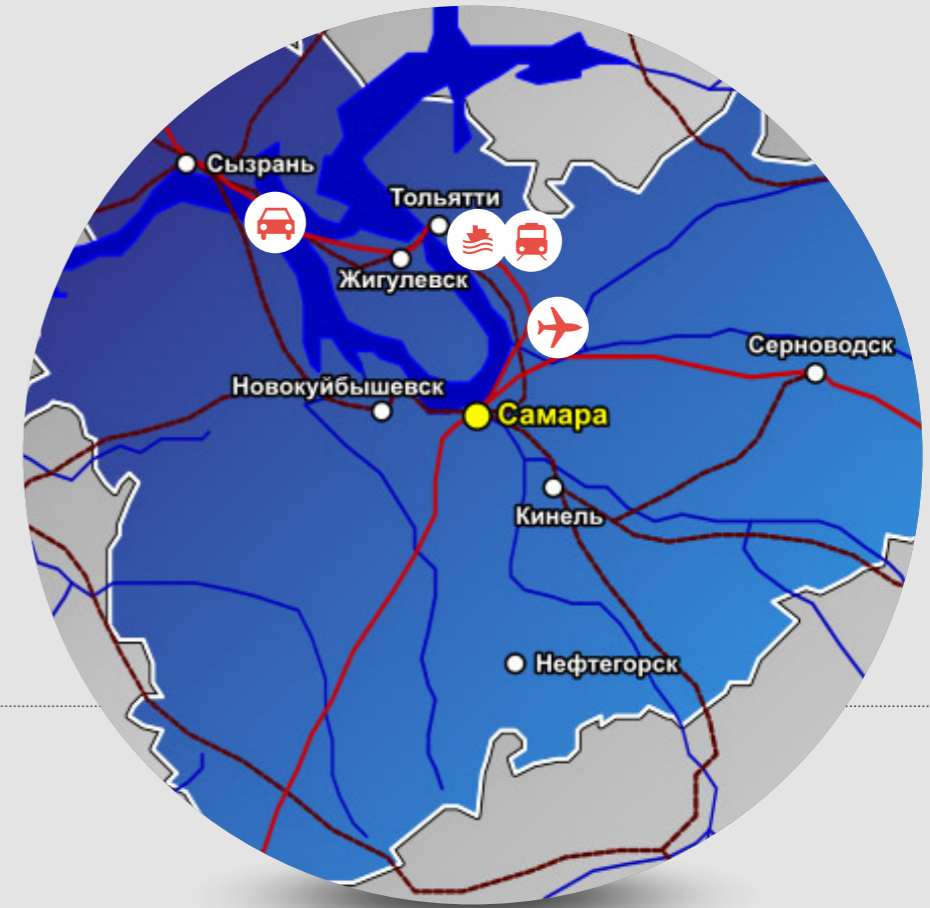 Сызрань
Тольятти
Жигулевск
Серноводск
Новокуйбышевск
Самара
Кинель
Нефтегорск